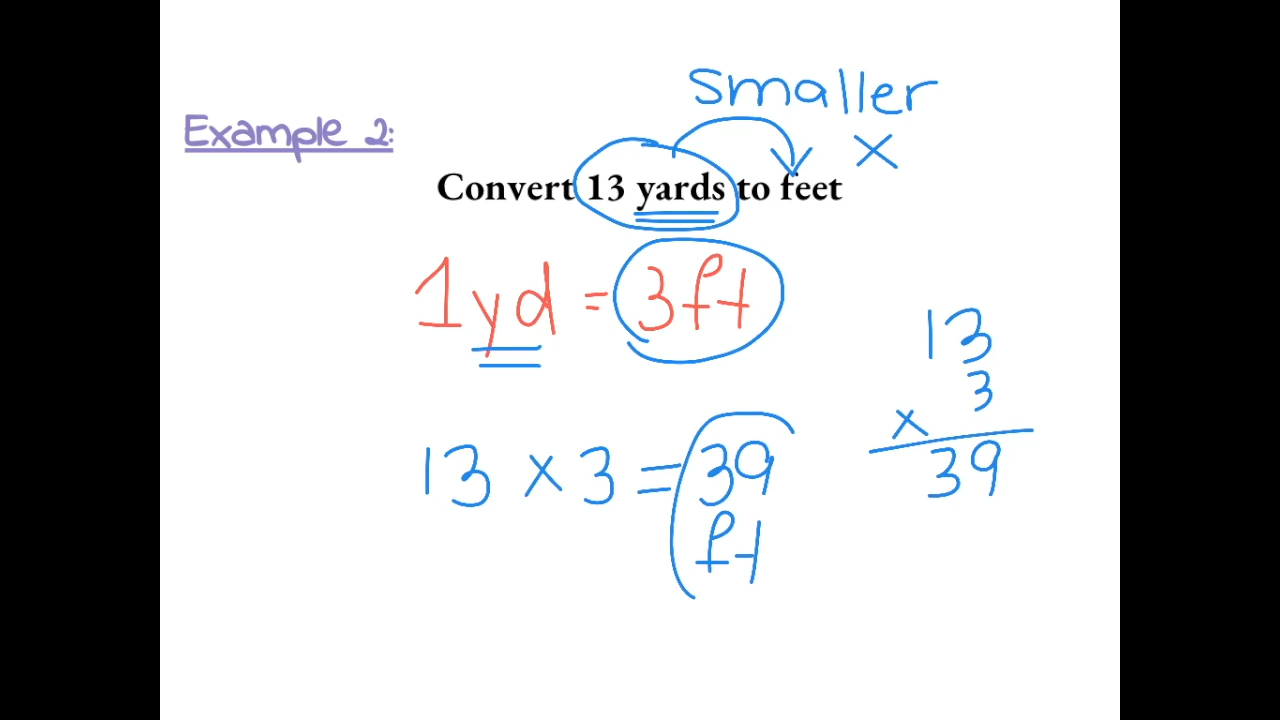 Smaller
Example 2:
×
Convert 13 yards to feet
1yd = 3ft
13
3
×
13 × 3 = 39
39
ft